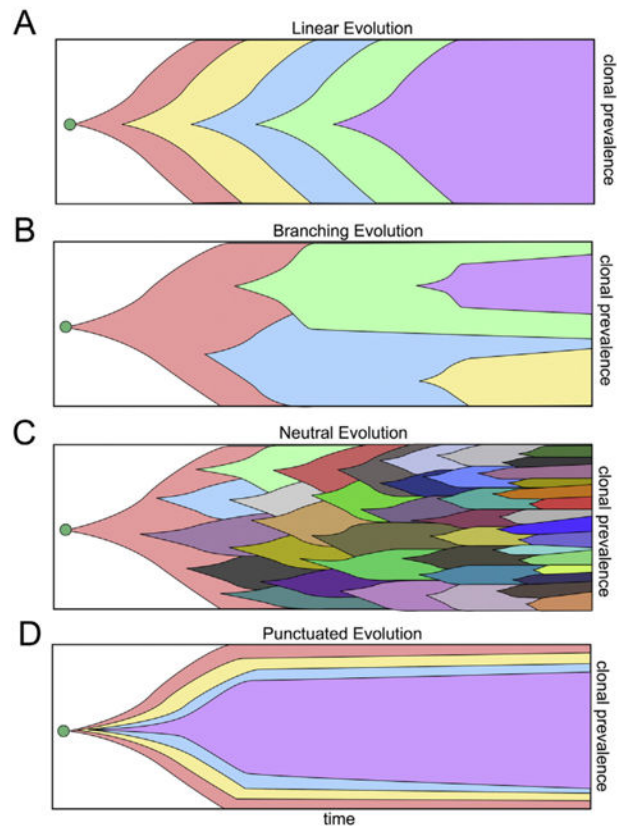 A
Linear Evolution
clonal prevalence
B
Branching Evolution
clonal prevalence
C
Neutral Evolution
clonal prevalence
D
Punctuated Evolution
clonal prevalence
time